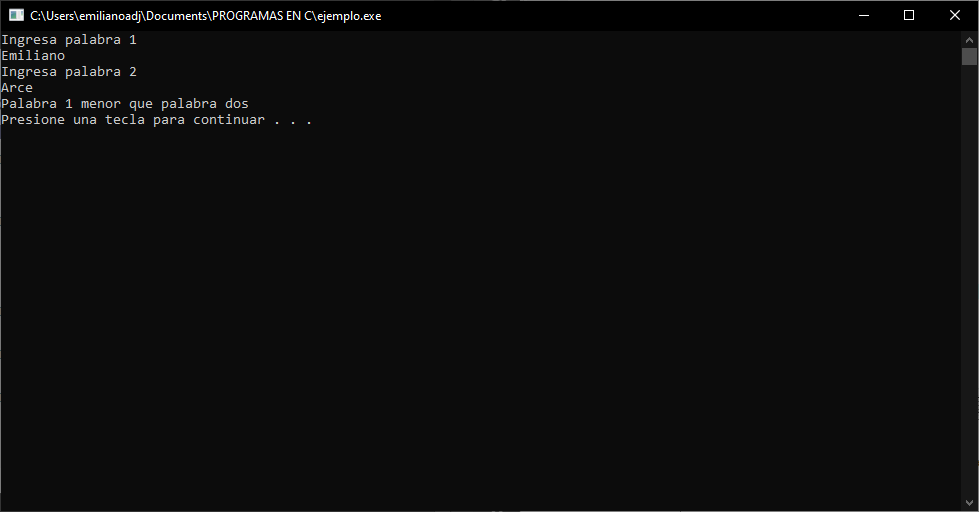 C:\Users\emilianoadj\Documents\PROGRAMAS EN C\ejemplo.exe
Ingresa palabra 1
Emiliano
Ingresa palabra 2
Arce
Palabra 1 menor que palabra dos
Presione una tecla para continuar . . .